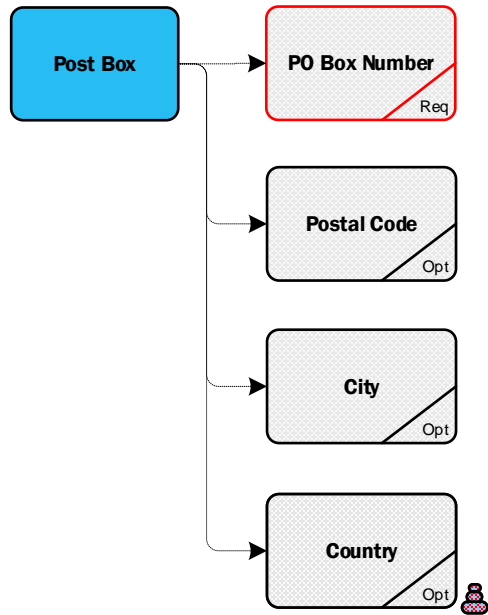 Post Box
PO Box Number
Req
Postal Code
Opt
City
Opt
Country
Opt